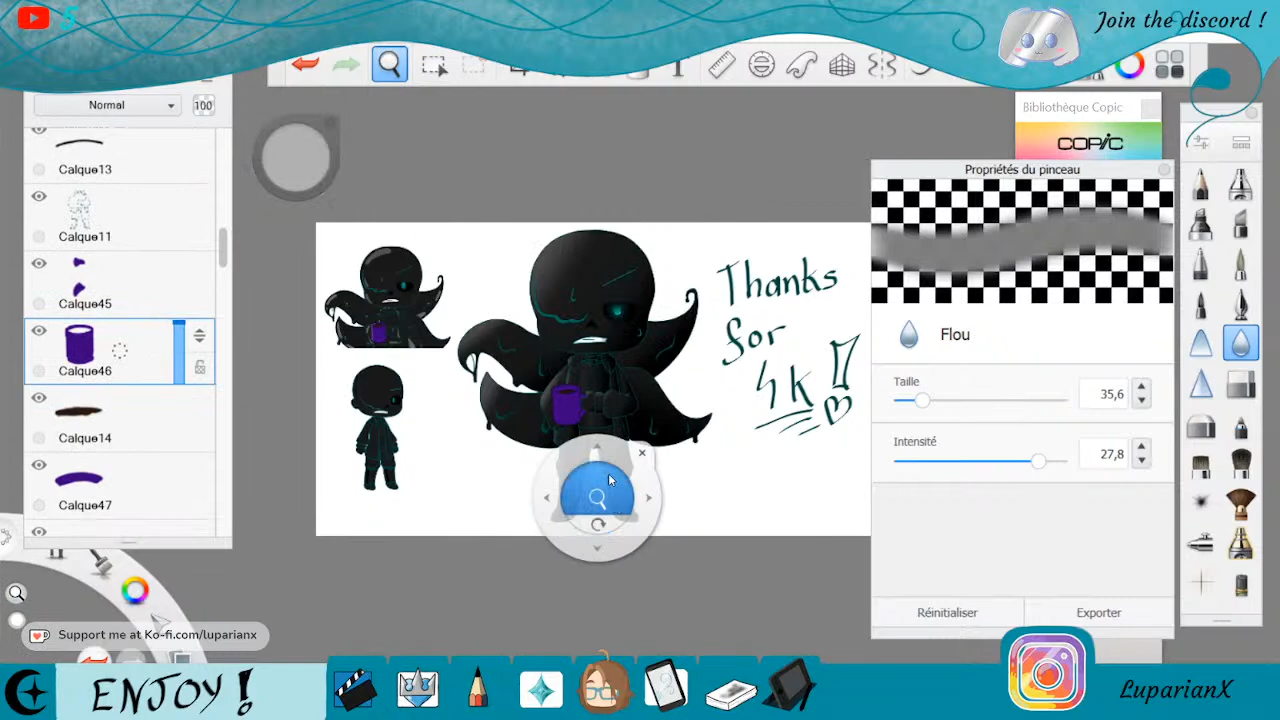 5
Join the discord !
Normal
100
Calque13
Calque11
Calque45
Calque46
Calque14
Calque47
Bibliothèque Copic
COPIC
Propriétés du pinceau
Flou
Taille
35,6
Intensité
27,8
Réinitialiser
Exporter
Thanks
for
4K !
Support me at Ko-fi.com/luparianx
ENJOY !
LuparianX